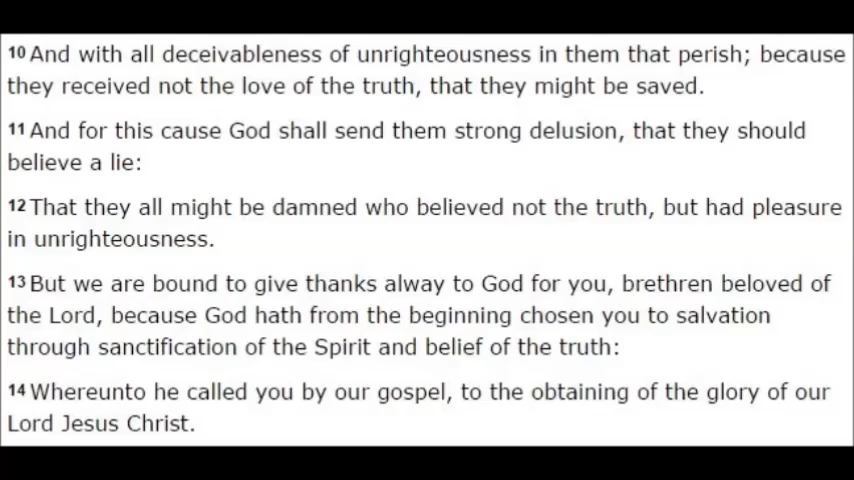 10 And with all deceivableness of unrighteousness in them that perish; because
they received not the love of the truth, that they might be saved.
11 And for this cause God shall send them strong delusion, that they should
believe a lie:
12 That they all might be damned who believed not the truth, but had pleasure
in unrighteousness.
13 But we are bound to give thanks alway to God for you, brethren beloved of
the Lord, because God hath from the beginning chosen you to salvation
through sanctification of the Spirit and belief of the truth:
14 Whereunto he called you by our gospel, to the obtaining of the glory of our
Lord Jesus Christ.